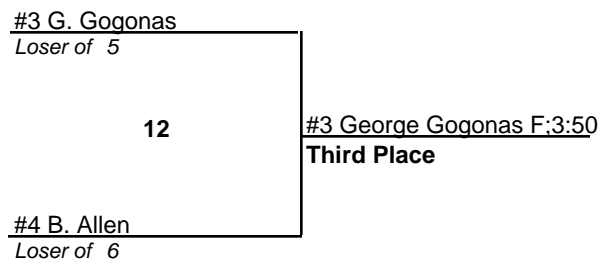 #3 G. Gogonas
Loser of 5
12
#3 George Gogonas F;3:50
Third Place
#4 B. Allen
Loser of 6